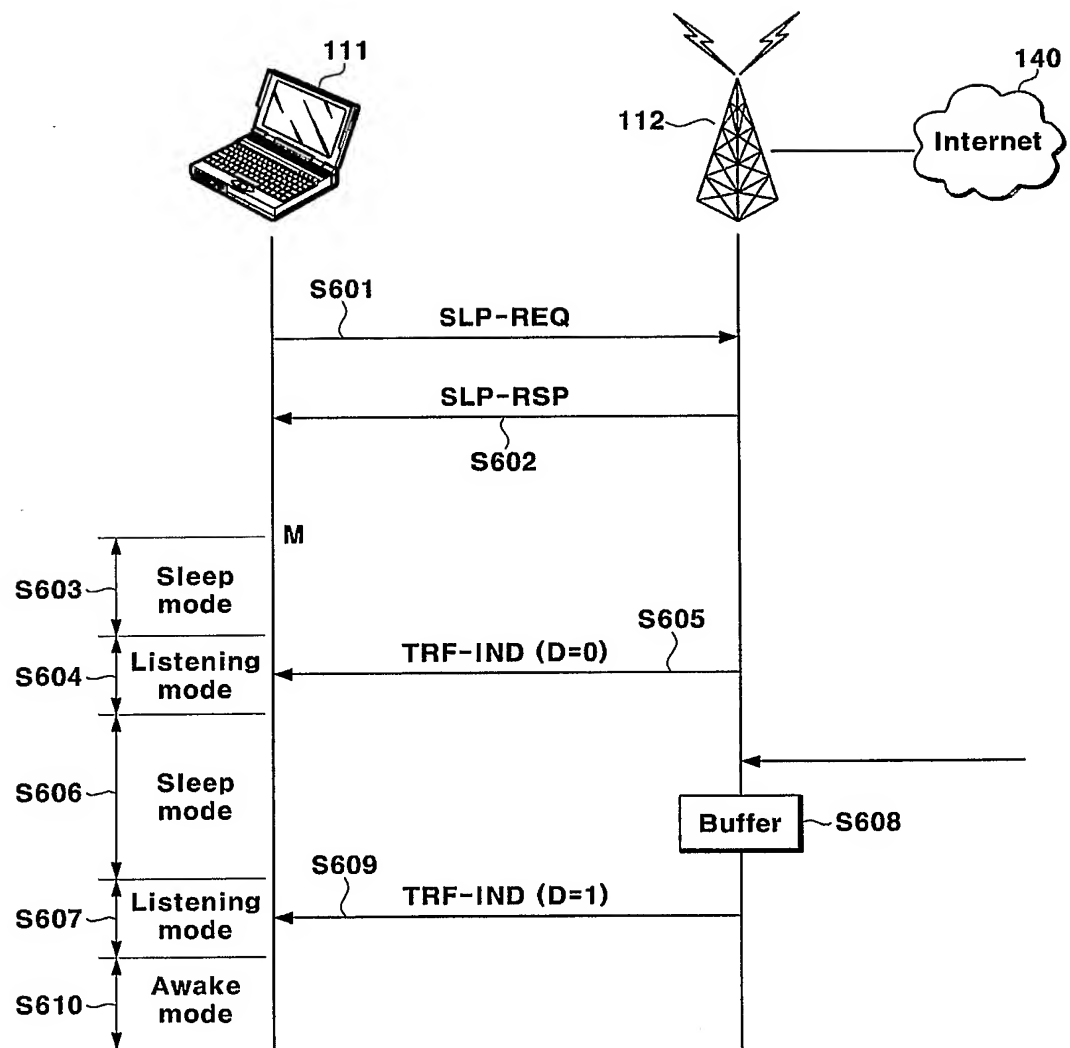 111
140
112
Internet
S601
SLP-REQ
SLP-RSP
S602
M
S603
Sleep
mode
S605
TRF-IND (D=0)
S604
Listening
mode
S606
Sleep
mode
Buffer
S608
S609
TRF-IND (D=1)
S607
Listening
mode
S610
Awake
mode